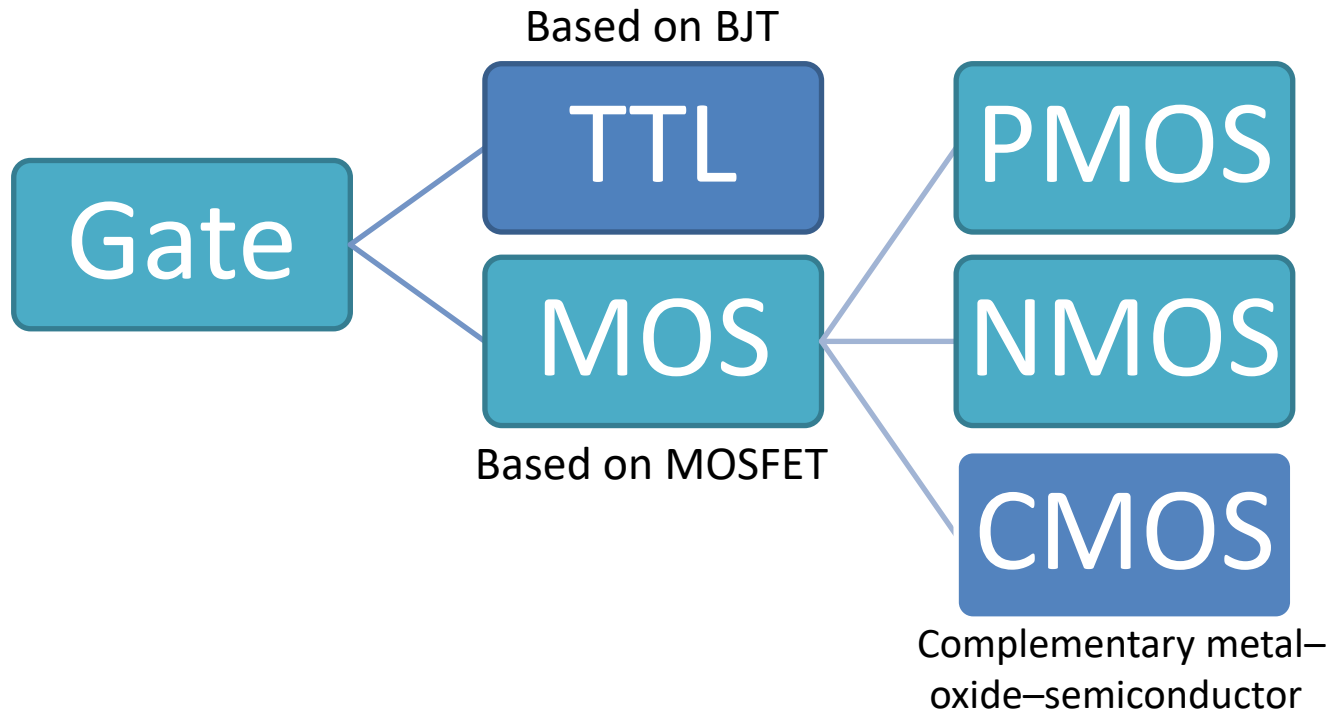 Based on BJT
TTL
PMOS
Gate
MOS
NMOS
Based on MOSFET
CMOS
Complementary metal–
oxide–semiconductor